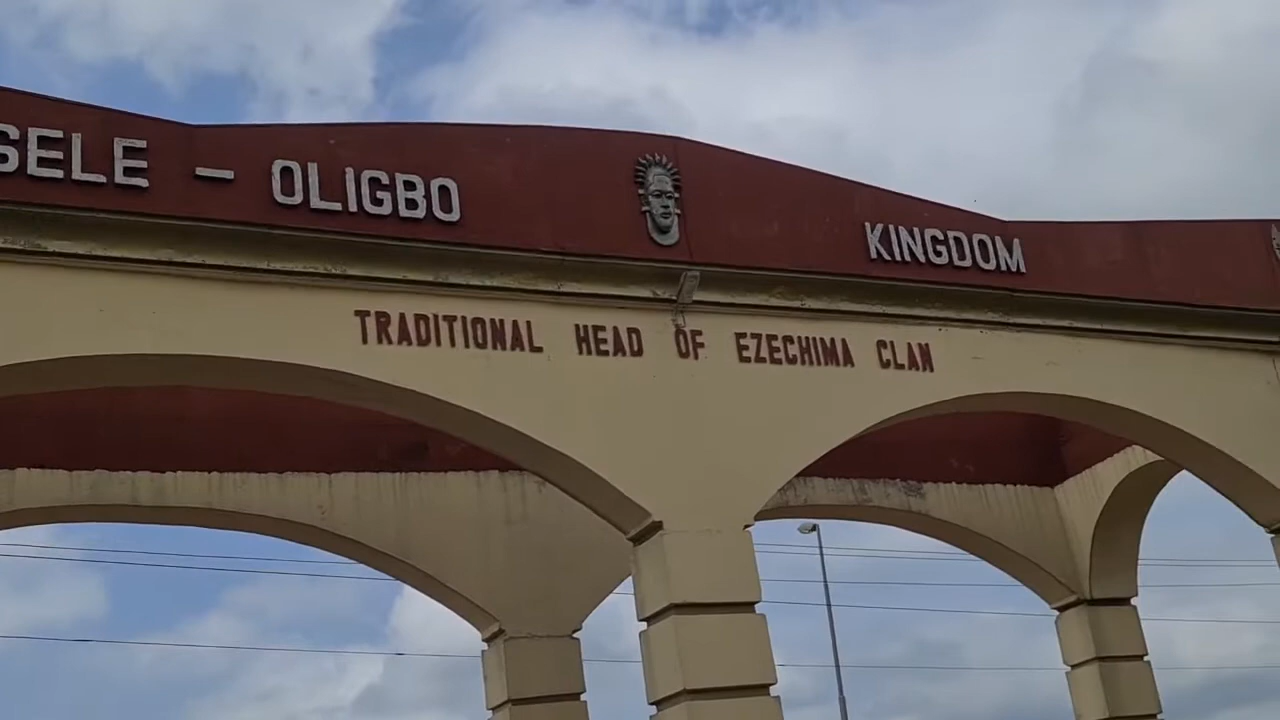 SELE – OLIGBO KINGDOM
TRADITIONAL HEAD OF EZECHIMA CLAN